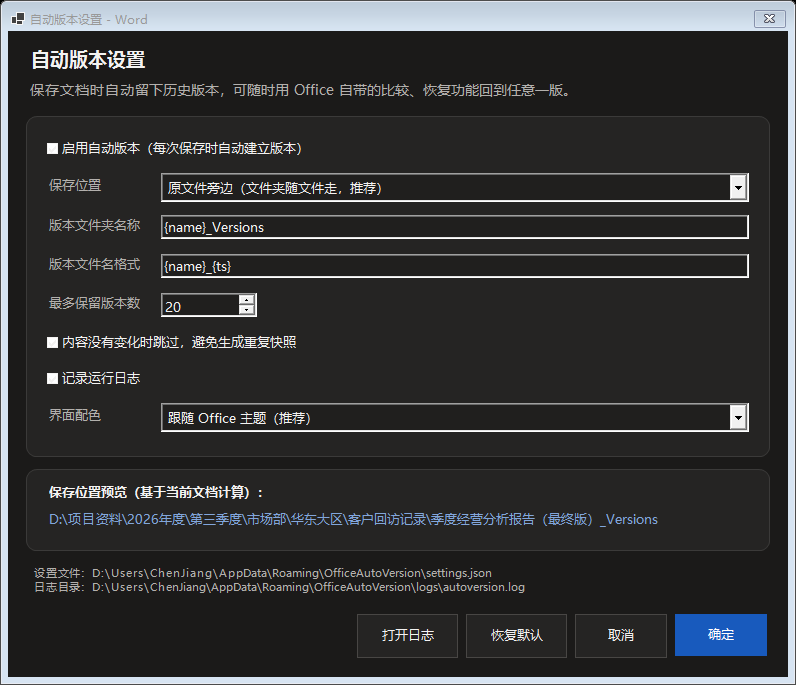 自动版本设置 - Word
自动版本设置
保存文档时自动留下历史版本，可随时用 Office 自带的比较、恢复功能回到任意一版。
启用自动版本（每次保存时自动建立版本）
保存位置 原文件旁边（文件夹随文件走，推荐）
版本文件夹名称 {name}_Versions
版本文件名格式 {name}_{ts}
最多保留版本数 20
内容没有变化时跳过，避免生成重复快照
记录运行日志
界面配色 跟随 Office 主题（推荐）
保存位置预览（基于当前文档计算）：
D:\项目资料\2026年度\第三季度\市场部\华东大区\客户回访记录\季度经营分析报告（最终版）_Versions
设置文件：D:\Users\ChenJiang\AppData\Roaming\OfficeAutoVersion\settings.json
日志目录：D:\Users\ChenJiang\AppData\Roaming\OfficeAutoVersion\logs\autoversion.log
打开日志 恢复默认 取消 确定